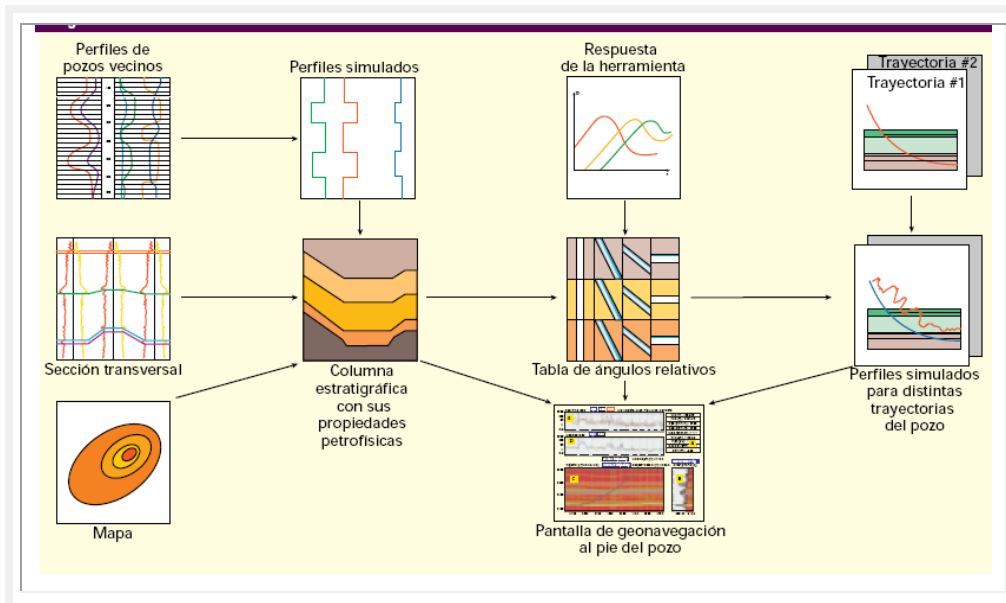 Perfiles de
pozos vecinos
Perfiles simulados
Respuesta
de la herramienta
Trayectoria #2
Trayectoria #1
Sección transversal
Columna
estratigráfica
con sus
propiedades
petrofísicas
Tabla de ángulos relativos
Perfiles simulados
para distintas
trayectorias
del pozo
Mapa
Pantalla de geonavegación
al pie del pozo